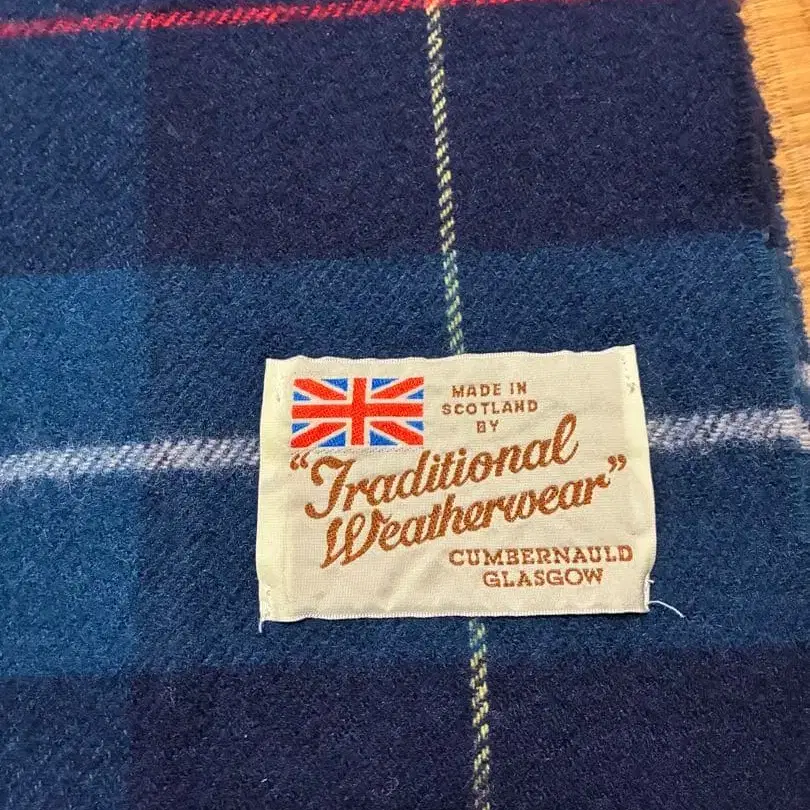 MADE IN
SCOTLAND
BY
"Traditional
Weatherwear"
CUMBERNAULD
GLASGOW